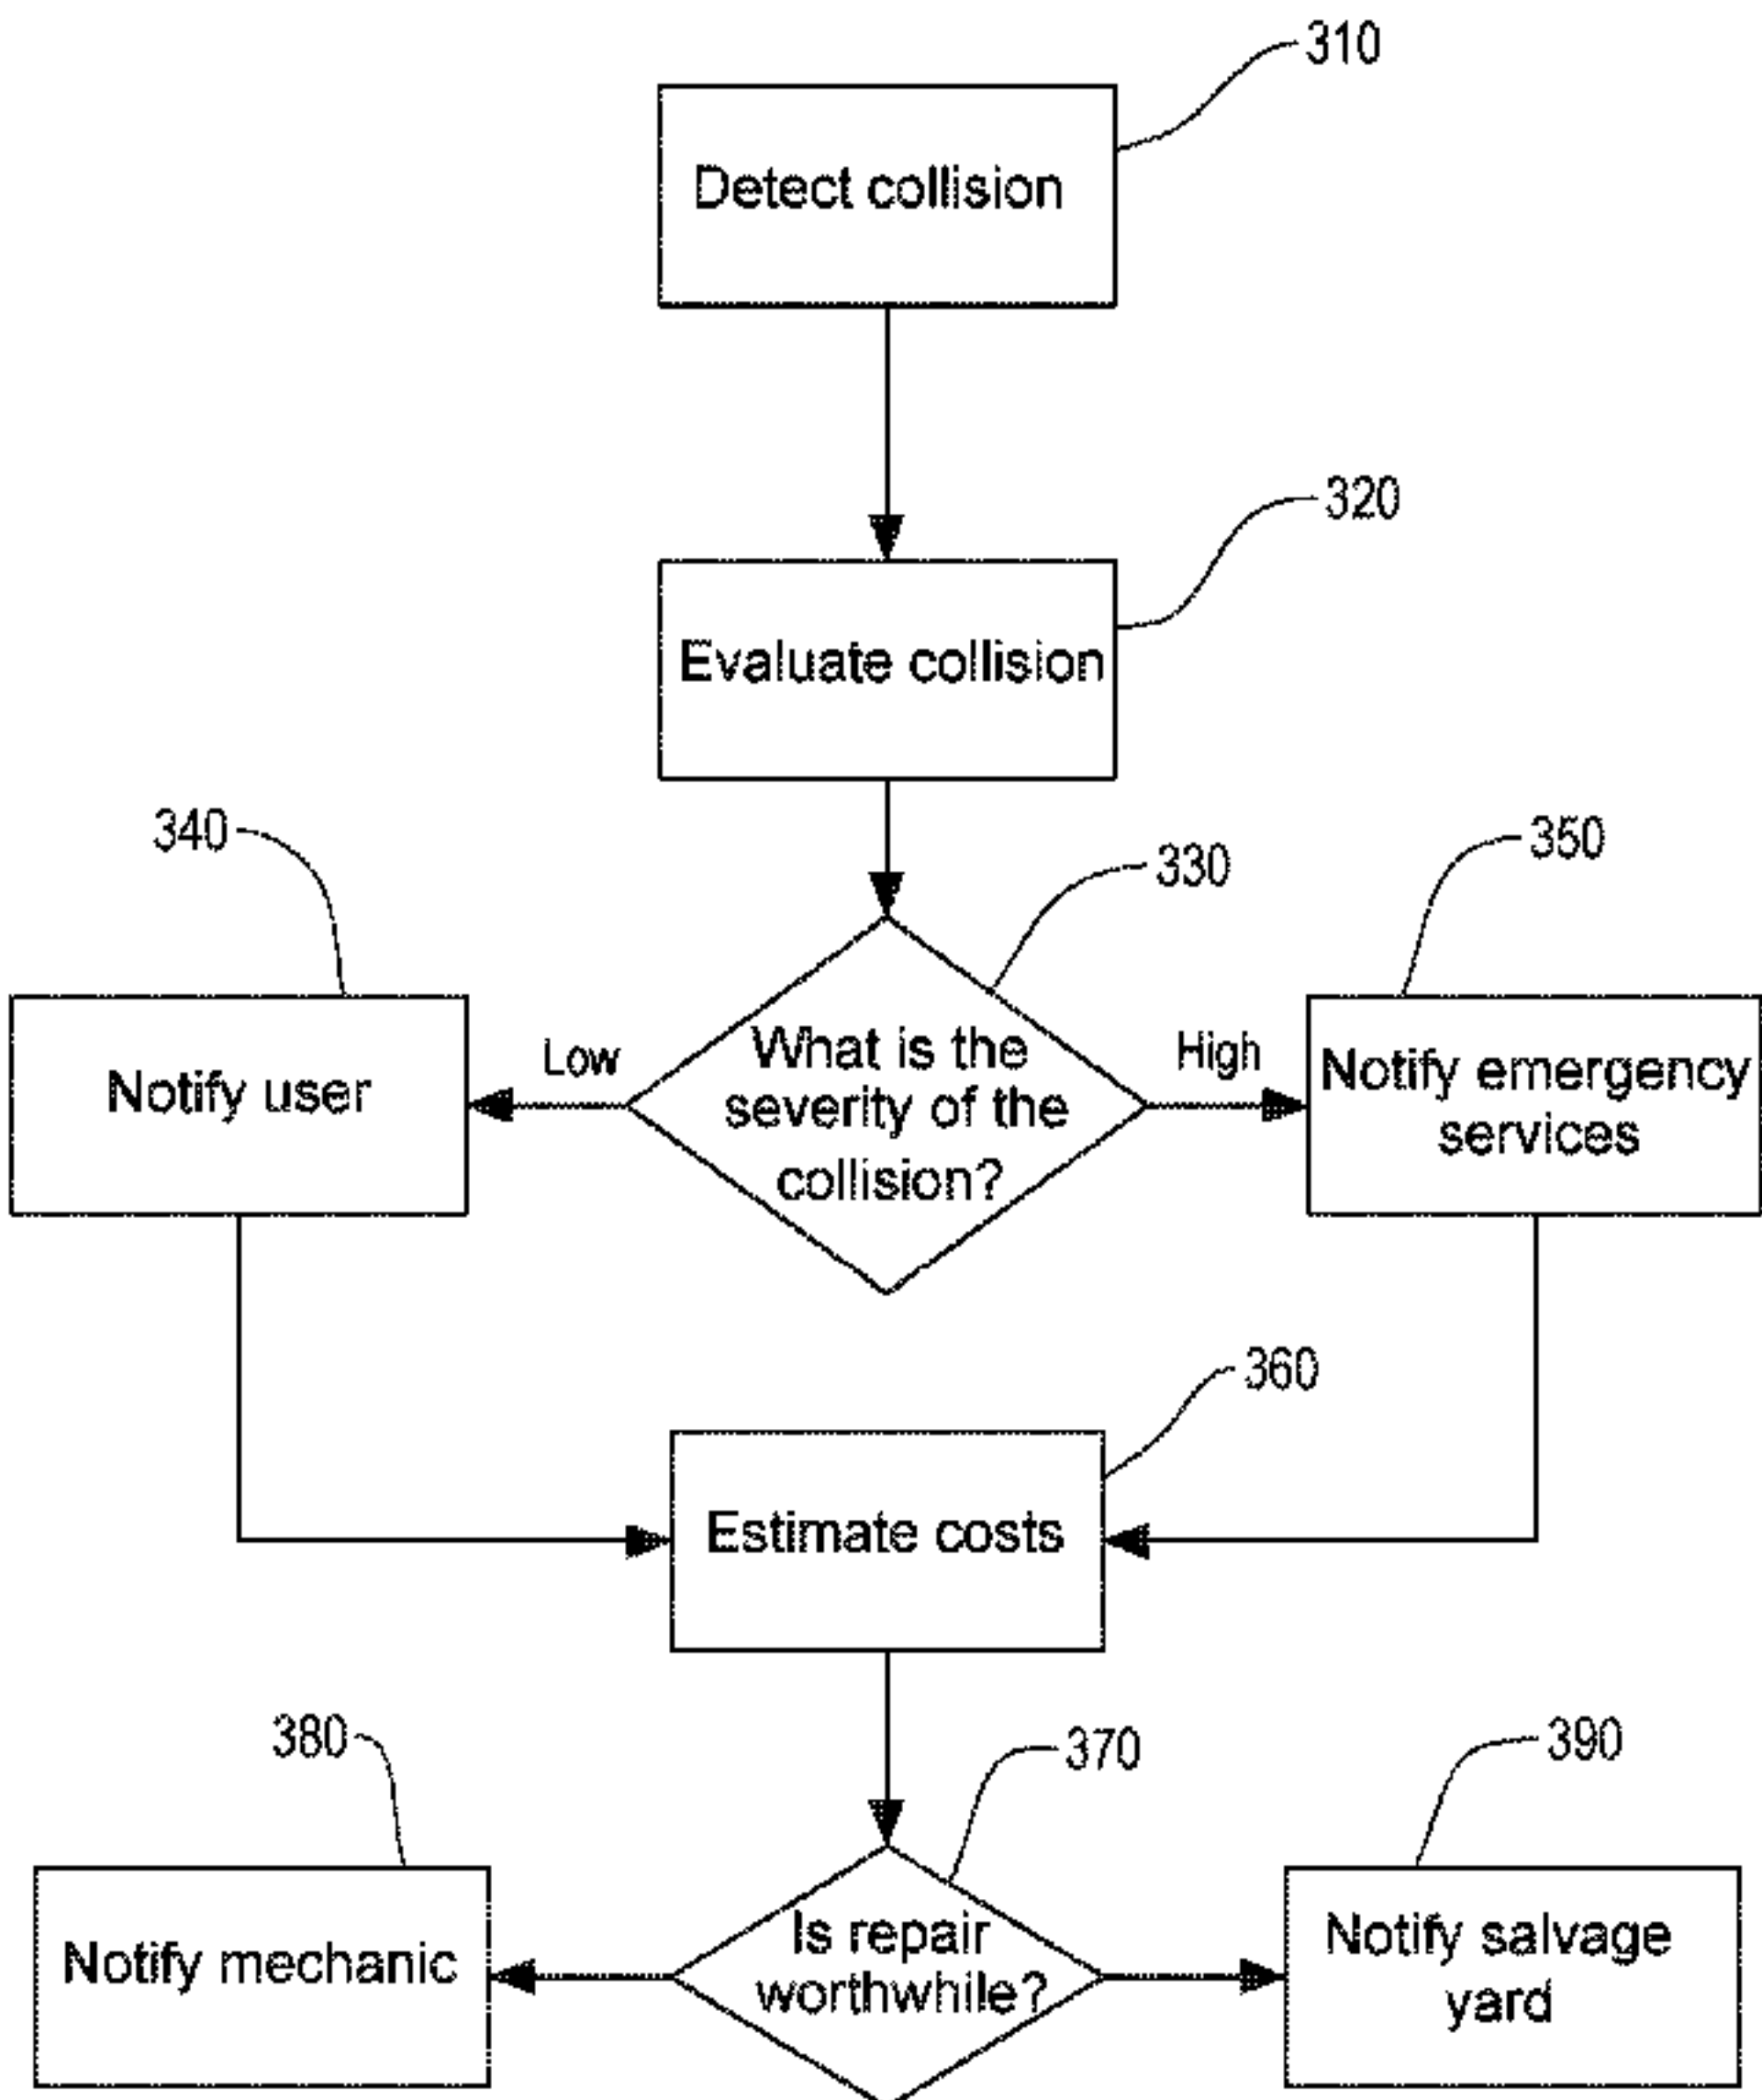 310
Detect collision
320
Evaluate collision
340
330
350
Notify user
Low
What is the
severity of the
collision?
High
Notify emergency
services
360
Estimate costs
380
370
390
Notify mechanic
Is repair
worthwhile?
Notify salvage
yard